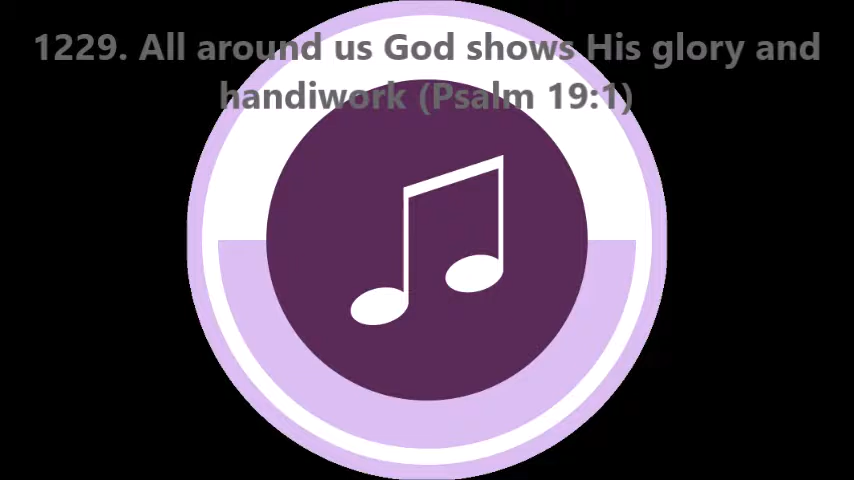 1229. All around us God shows His glory and
handiwork (Psalm 19:1)